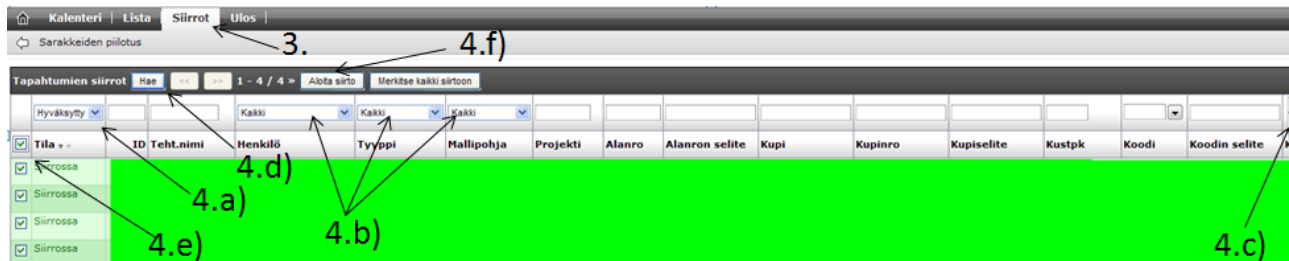 Kalenteri | Lista Siirrot Ulos |
Sarakkeiden piilotus
3.
4.f)
Tapahtumien siirrot Hae << >> 1 - 4 / 4 » Aloita siirto Merkitse kaikki siirtoon
Hyväksytty Kaikki Kaikki Kaikki
Tila ID Teht.nimi Henkilö Tyyppi Mallipohja Projekti Alanro Alanron selite Kupi Kupinro Kupiselite Kustpk Koodi Koodin selite
Siirrossa
4.d)
Siirrossa
4.a)
Siirrossa
4.b)
Siirrossa
4.e)
4.c)